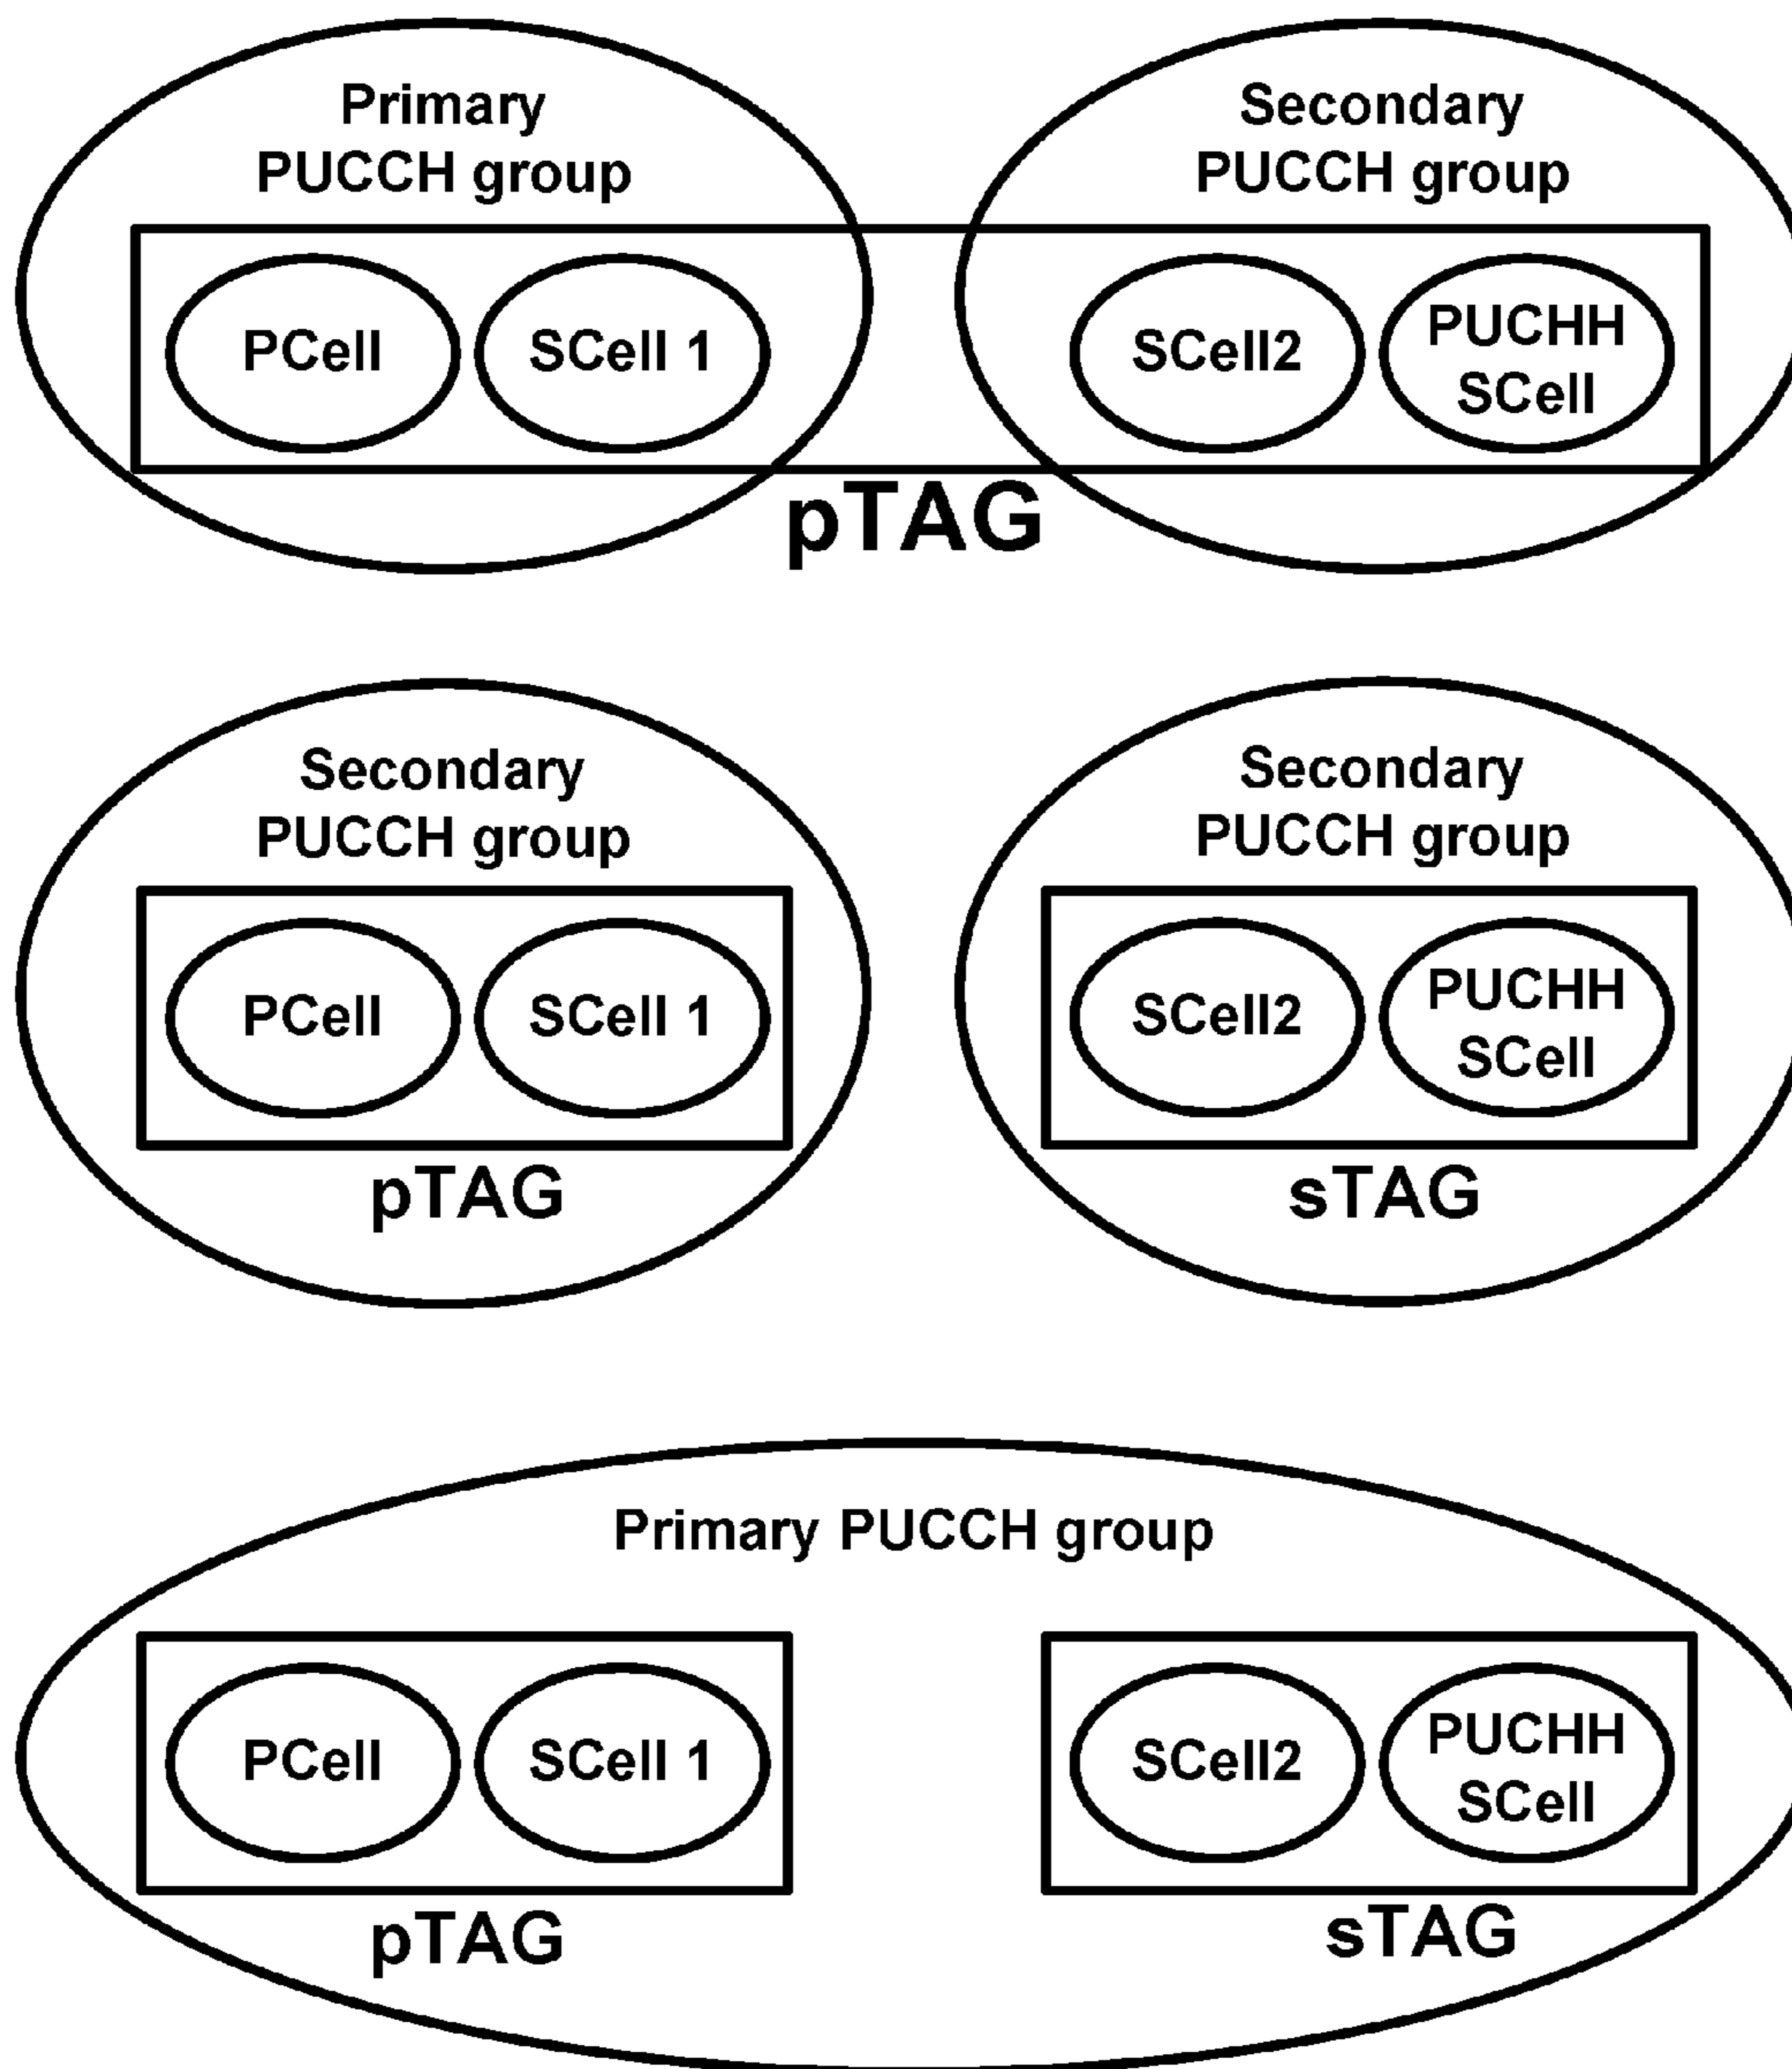 Primary
PUCCH group
Secondary
PUCCH group
PCell
SCell 1
SCell2
PUCHH
SCell
pTAG
Secondary
PUCCH group
Secondary
PUCCH group
PCell
SCell 1
SCell2
PUCHH
SCell
pTAG
sTAG
Primary PUCCH group
PCell
SCell 1
SCell2
PUCHH
SCell
pTAG
sTAG